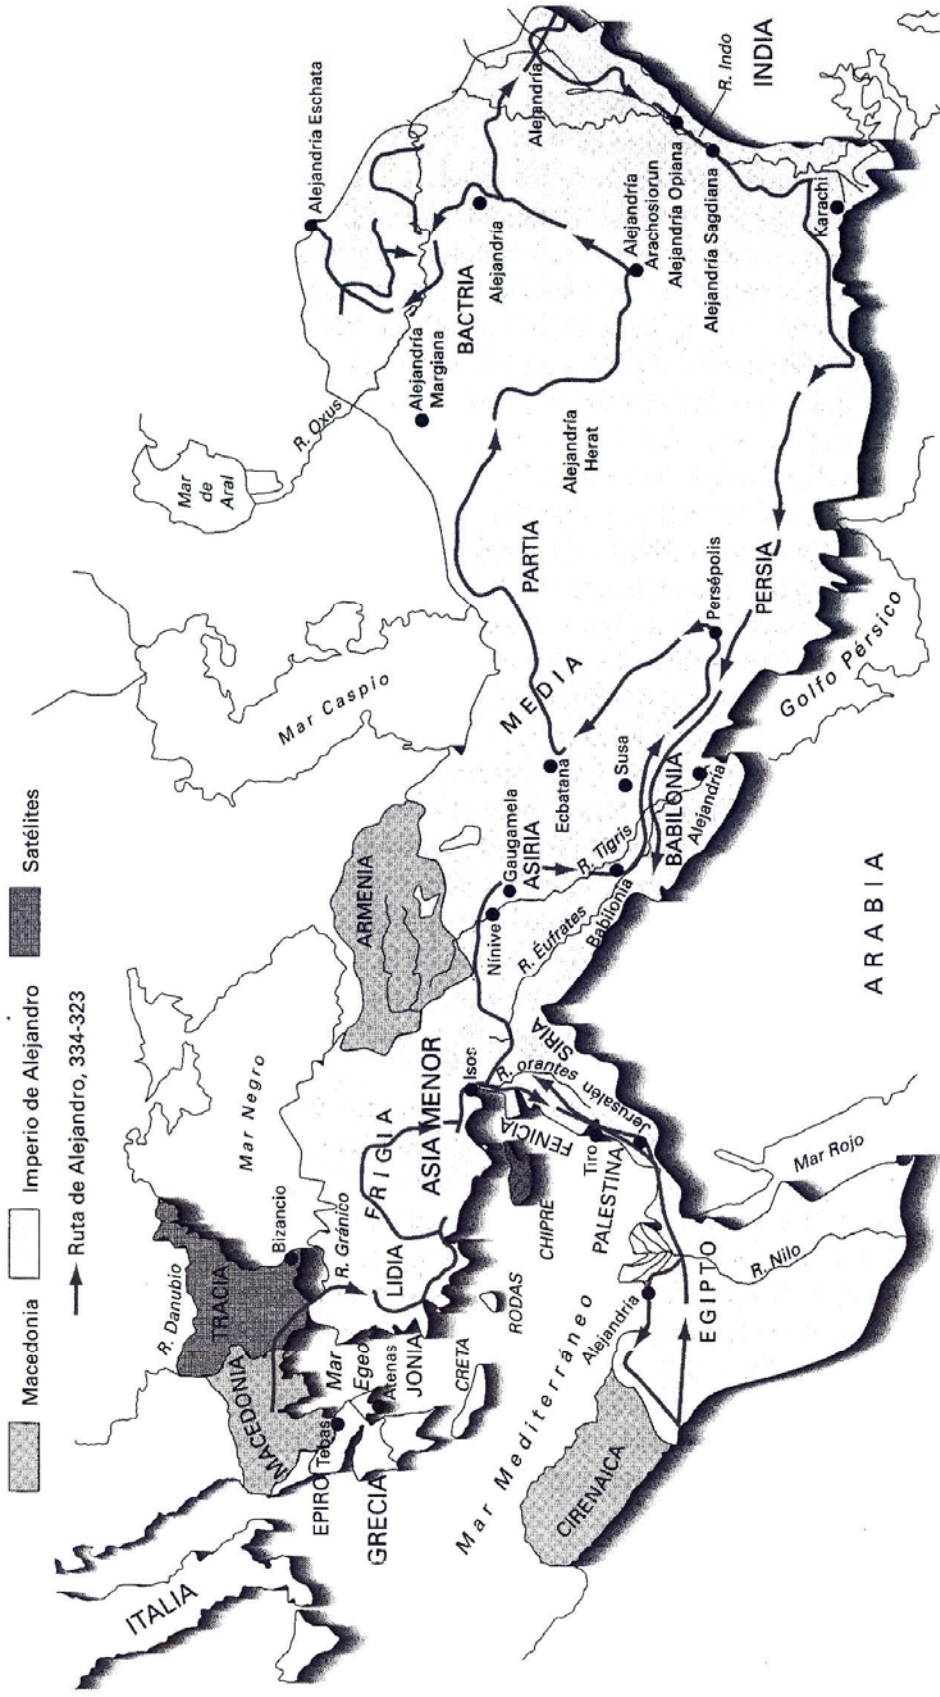 Macedonia
Imperio de Alejandro
Satélites
Ruta de Alejandro, 334-323
ITALIA
R. Danubio
TRACIA
MACEDONIA
Bizancio
Mar Negro
EPIRO
Tebas
GRECIA
Mar
Egeo
Atenas
JONIA
LIDIA
R. Gránico
FRIGIA
ASIA MENOR
CRETA
RODAS
CHIPRE
Mar Mediterráneo
CIRENAICA
Alejandría
EGIPTO
R. Nilo
Mar Rojo
PALESTINA
Tiro
Jerusalén
FENICIA
R. orantes
SIRIA
Isos
ARMENIA
Nínive
Gaugamela
ASIRIA
R. Tigris
R. Éufrates
Babilonia
BABILONIA
Alejandría
ARABIA
Susa
Ecbatana
MEDIA
Mar Caspio
Persépolis
PERSIA
Golfo Pérsico
PARTIA
Mar
de
Aral
R. Oxus
Alejandría
Margiana
BACTRIA
Alejandría
Herat
Alejandría Eschata
Alejandría
Alejandría
Alejandría
Arachosiorun
Alejandría Opiana
Alejandría Sagdiana
R. Indo
INDIA
Karachi